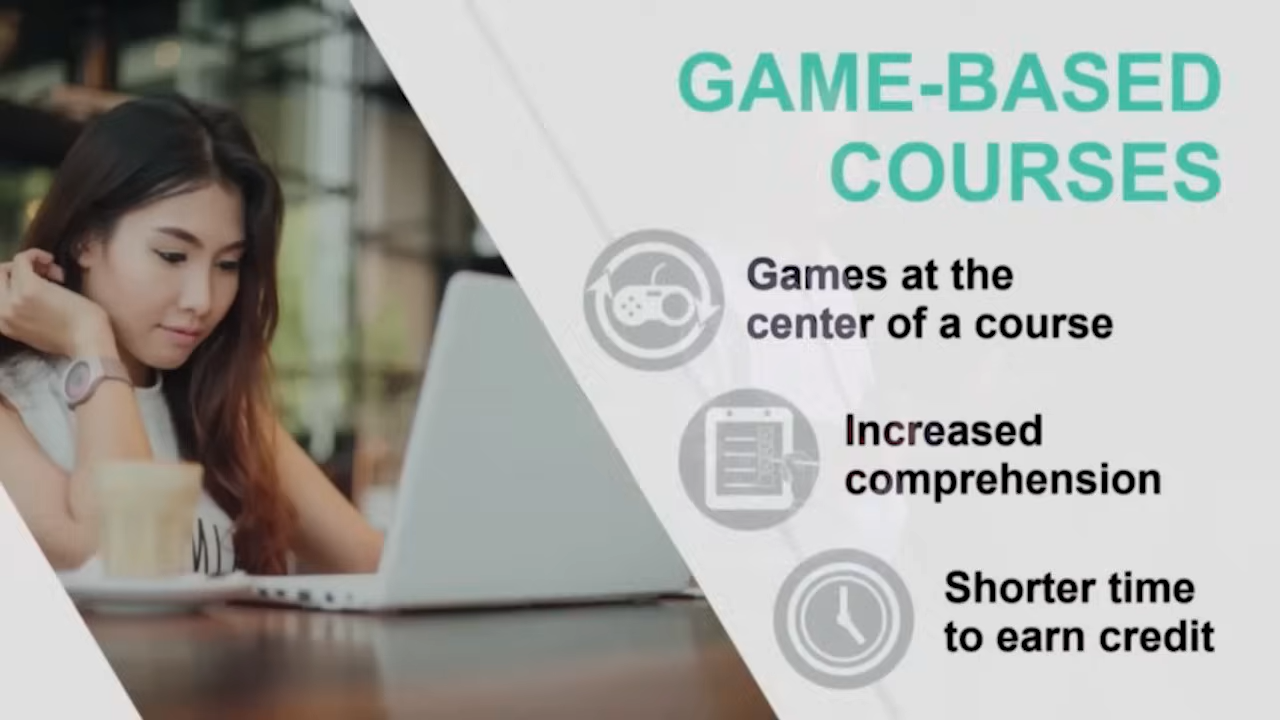 GAME-BASED
COURSES
Games at the
center of a course
Increased
comprehension
Shorter time
to earn credit